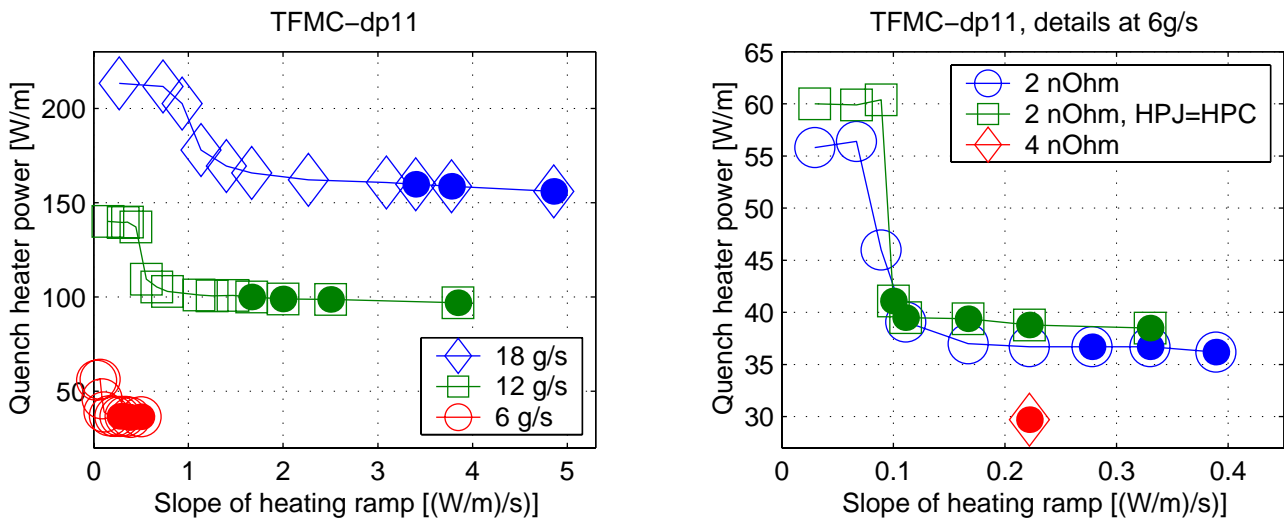 TFMC−dp11
Quench heater power [W/m]
200
150
100
50
0
1
2
3
4
5
Slope of heating ramp [(W/m)/s)]
18 g/s
12 g/s
6 g/s
TFMC−dp11, details at 6g/s
Quench heater power [W/m]
65
60
55
50
45
40
35
30
0
0.1
0.2
0.3
0.4
Slope of heating ramp [(W/m)/s)]
2 nOhm
2 nOhm, HPJ=HPC
4 nOhm